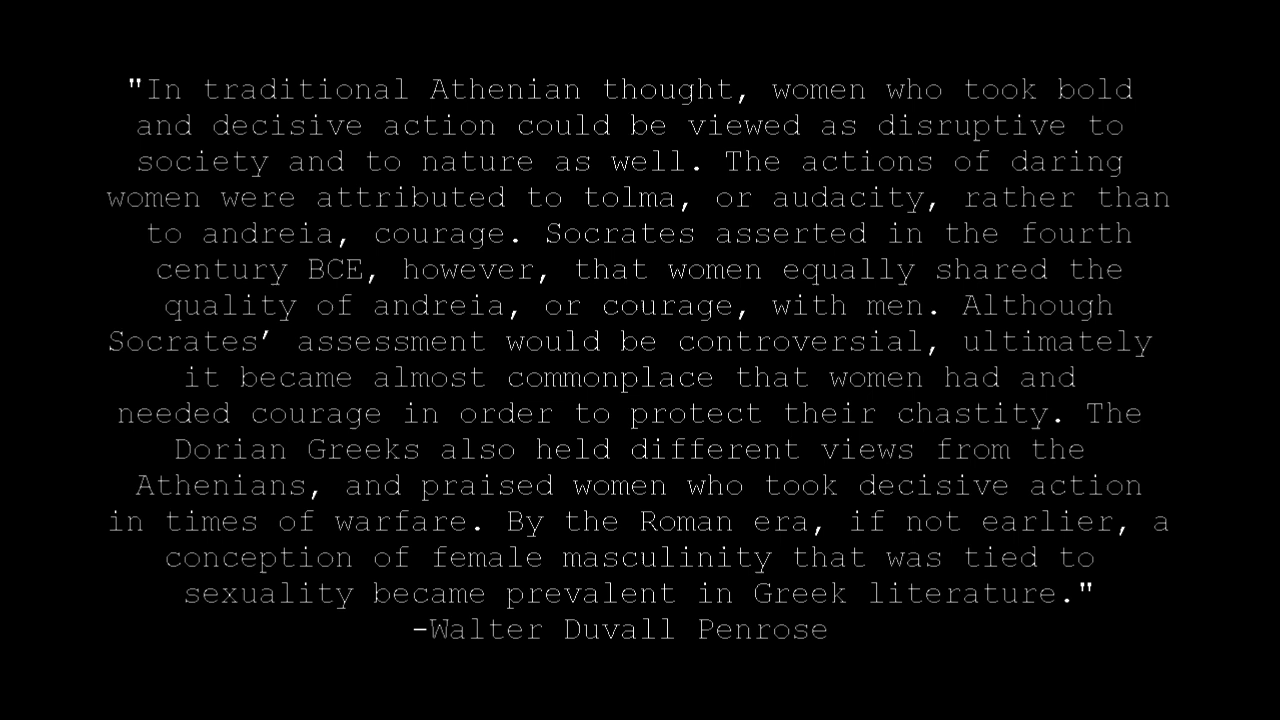 "In traditional Athenian thought, women who took bold
and decisive action could be viewed as disruptive to
society and to nature as well. The actions of daring
women were attributed to tolma, or audacity, rather than
to andreia, courage. Socrates asserted in the fourth
century BCE, however, that women equally shared the
quality of andreia, or courage, with men. Although
Socrates’ assessment would be controversial, ultimately
it became almost commonplace that women had and
needed courage in order to protect their chastity. The
Dorian Greeks also held different views from the
Athenians, and praised women who took decisive action
in times of warfare. By the Roman era, if not earlier, a
conception of female masculinity that was tied to
sexuality became prevalent in Greek literature."
-Walter Duvall Penrose